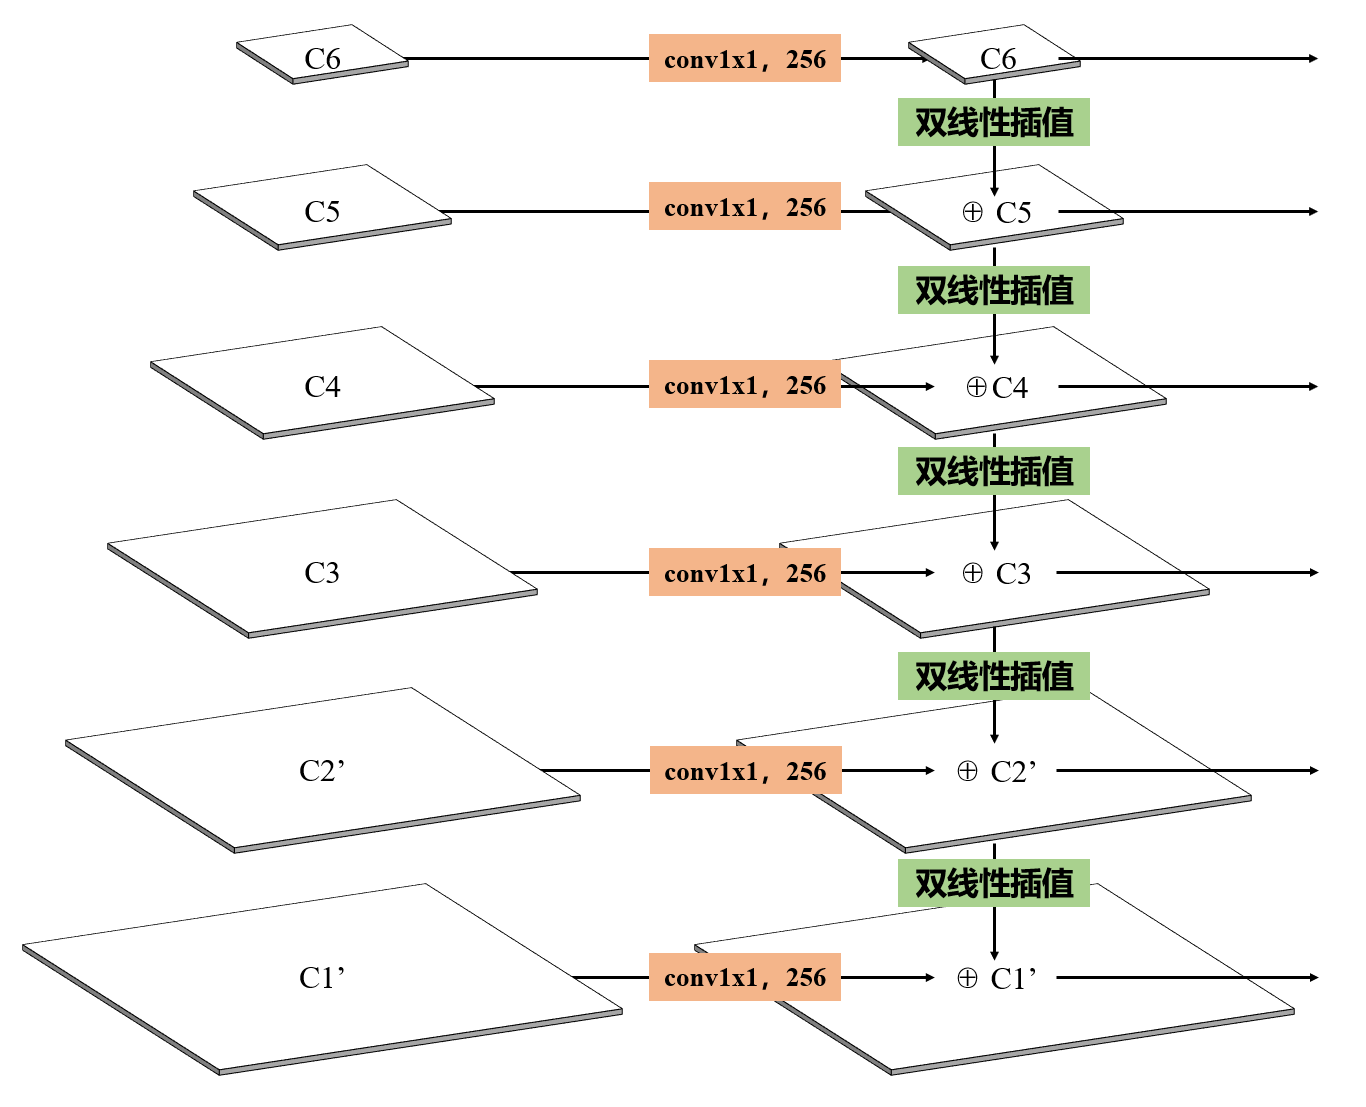 C6 conv1x1，256 C6
双线性插值
C5 conv1x1，256 ⊕ C5
双线性插值
C4 conv1x1，256 ⊕C4
双线性插值
C3 conv1x1，256 ⊕ C3
双线性插值
C2’ conv1x1，256 ⊕ C2’
双线性插值
C1’ conv1x1，256 ⊕ C1’